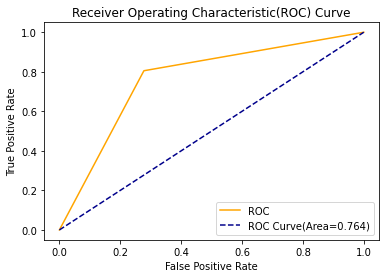 Receiver Operating Characteristic(ROC) Curve
1.0
0.8
0.6
0.4
0.2
0.0
True Positive Rate
ROC
ROC Curve(Area=0.764)
0.0 0.2 0.4 0.6 0.8 1.0
False Positive Rate